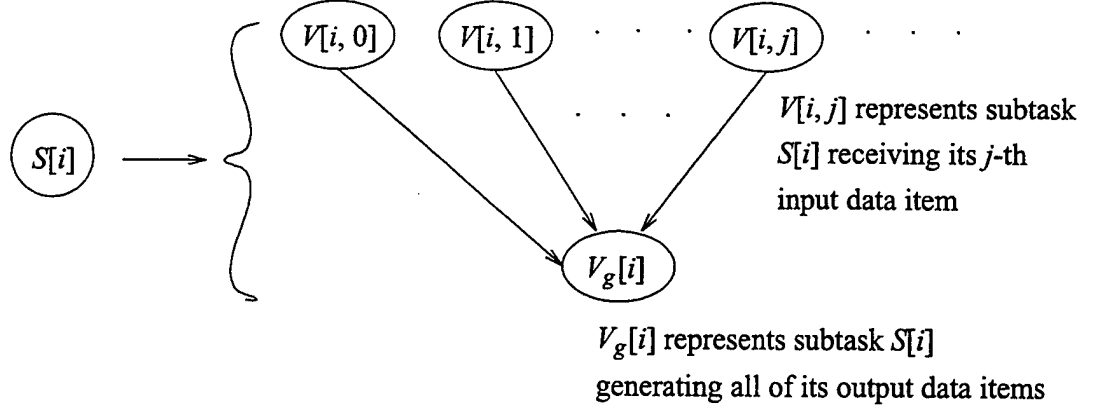 V[i, 0] V[i, 1] . . . V[i, j] . . .
. . .
V[i, j] represents subtask
S[i] S[i] receiving its j-th
input data item
V_g[i]
V_g[i] represents subtask S[i]
generating all of its output data items